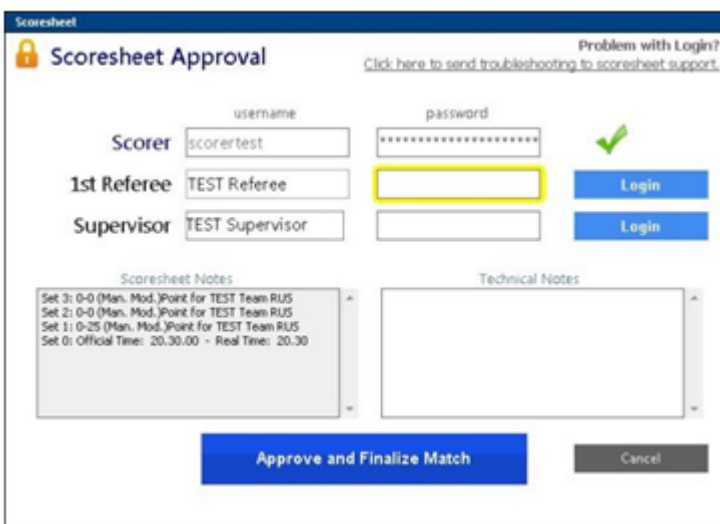 Scoresheet
Scoresheet Approval
Problem with Login?
Click here to send troubleshooting to scoresheet support.
username password
Scorer scorertest *********************
1st Referee TEST Referee Login
Supervisor TEST Supervisor Login
Scoresheet Notes
Set 3: 0-0 (Man. Mod.)Point for TEST Team RUS
Set 2: 0-0 (Man. Mod.)Point for TEST Team RUS
Set 1: 0-25 (Man. Mod.)Point for TEST Team RUS
Set 0: Official Time: 20.30.00 - Real Time: 20.30
Technical Notes
Approve and Finalize Match
Cancel